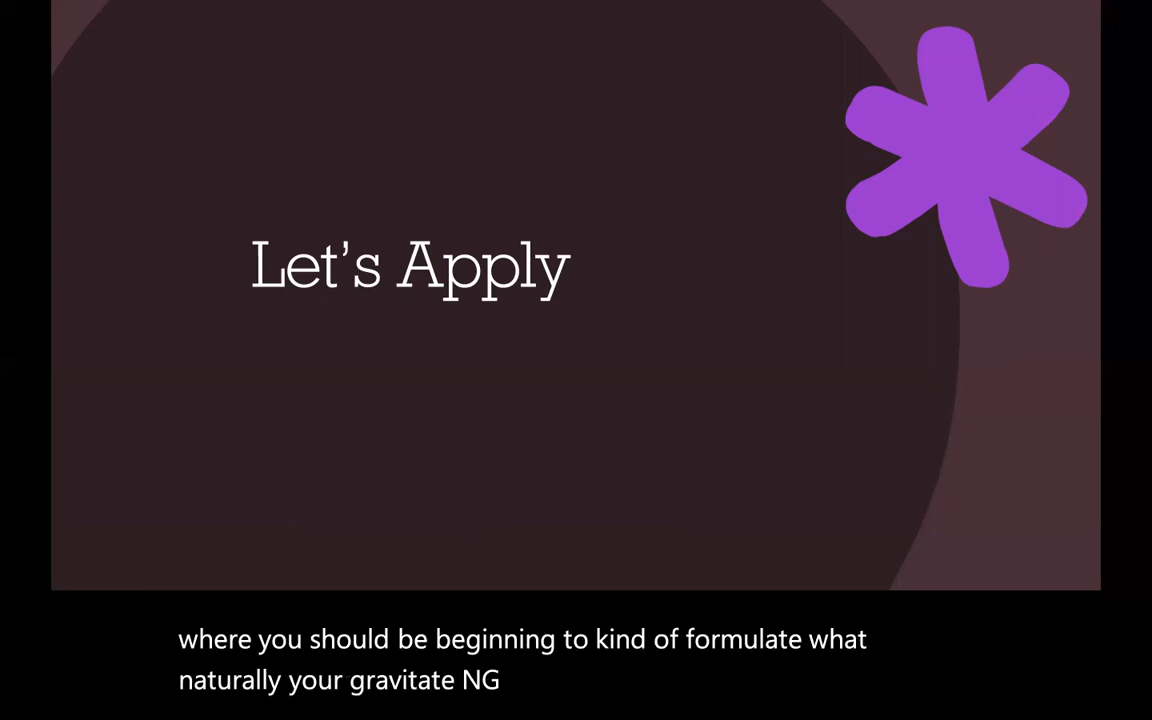 Let's Apply
where you should be beginning to kind of formulate what
naturally your gravitate NG